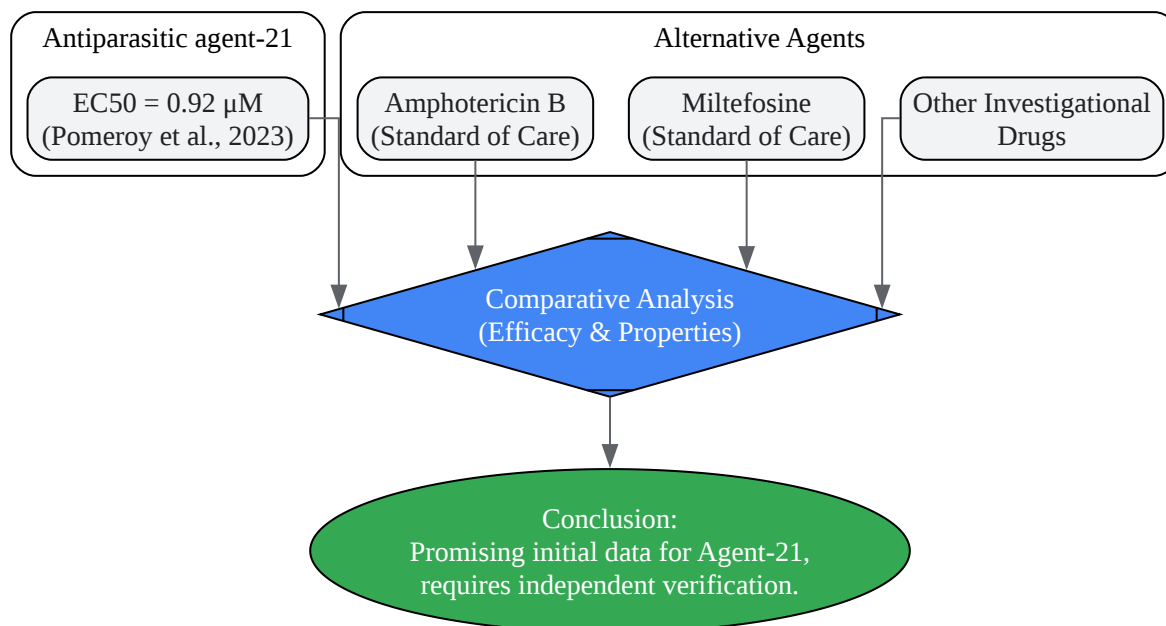 Antiparasitic agent-21
EC50 = 0.92 μM
(Pomeroy et al., 2023)
Alternative Agents
Amphotericin B
(Standard of Care)
Miltefosine
(Standard of Care)
Other Investigational
Drugs
Comparative Analysis
(Efficacy & Properties)
Conclusion:
Promising initial data for Agent-21,
requires independent verification.